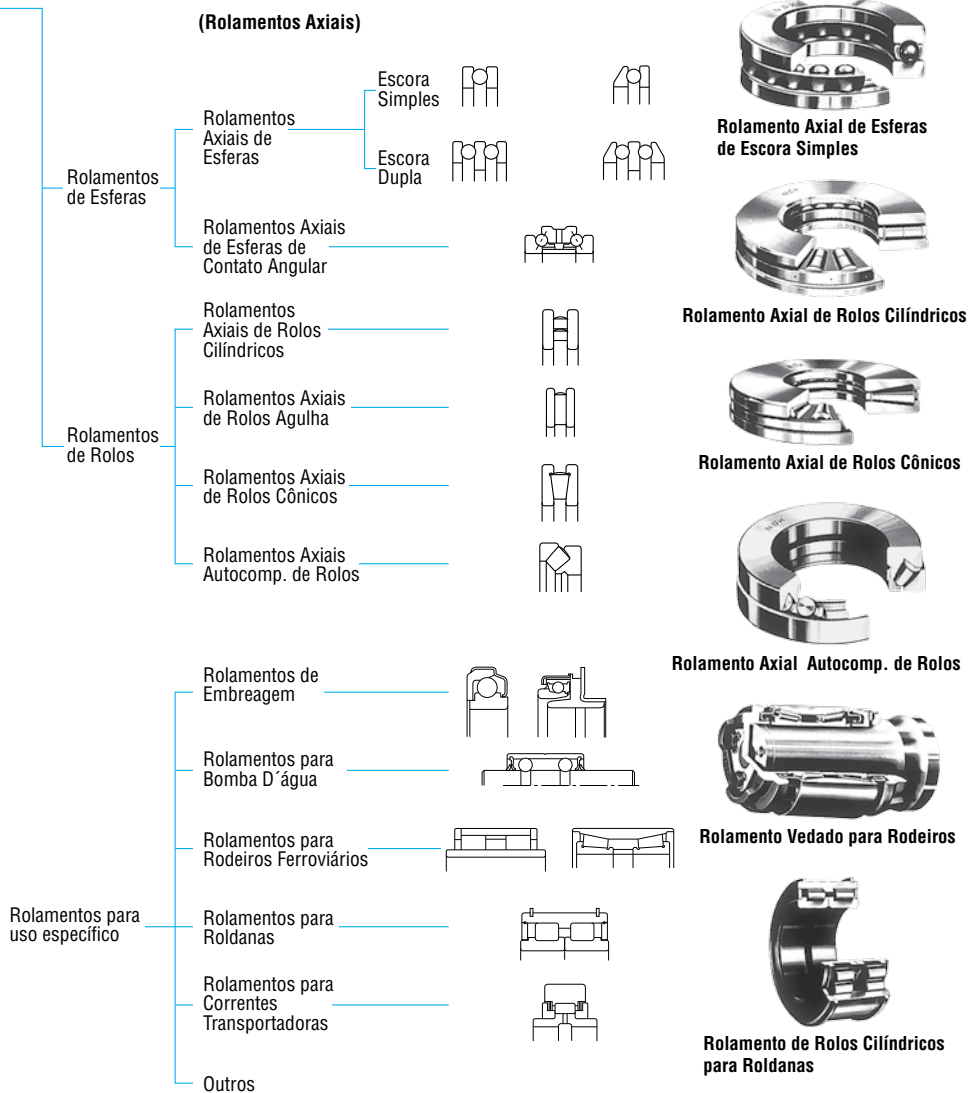 (Rolamentos Axiais)
Rolamentos
de Esferas
Rolamentos
Axiais de
Esferas
Escora
Simples
Escora
Dupla
Rolamentos Axiais
de Esferas de
Contato Angular
Rolamentos
de Rolos
Rolamentos
Axiais de Rolos
Cilíndricos
Rolamentos Axiais
de Rolos Agulha
Rolamentos Axiais
de Rolos Cônicos
Rolamentos Axiais
Autocomp. de Rolos
Rolamentos para
uso específico
Rolamentos de
Embreagem
Rolamentos para
Bomba D´água
Rolamentos para
Rodeiros Ferroviários
Rolamentos para
Roldanas
Rolamentos para
Correntes
Transportadoras
Outros
Rolamento Axial de Esferas
de Escora Simples
Rolamento Axial de Rolos Cilíndricos
Rolamento Axial de Rolos Cônicos
Rolamento Axial Autocomp. de Rolos
Rolamento Vedado para Rodeiros
Rolamento de Rolos Cilíndricos
para Roldanas